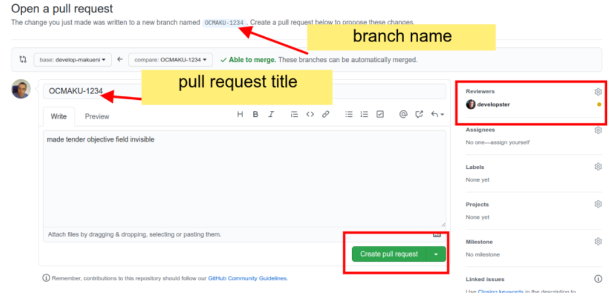 Open a pull request
The change you just made was written to a new branch named OCMAKU-1234. Create a pull request below to propose these changes.
branch name
base: develop-makueni
compare: OCMAKU-1234
Able to merge. These branches can be automatically merged.
pull request title
OCMAKU-1234
Write
Preview
H B I
made tender objective field invisible
Attach files by dragging & dropping, selecting or pasting them.
Create pull request
Remember, contributions to this repository should follow our GitHub Community Guidelines.
Reviewers
developster
Assignees
No one—assign yourself
Labels
None yet
Projects
None yet
Milestone
No milestone
Linked issues
Use Closing keywords in the description to